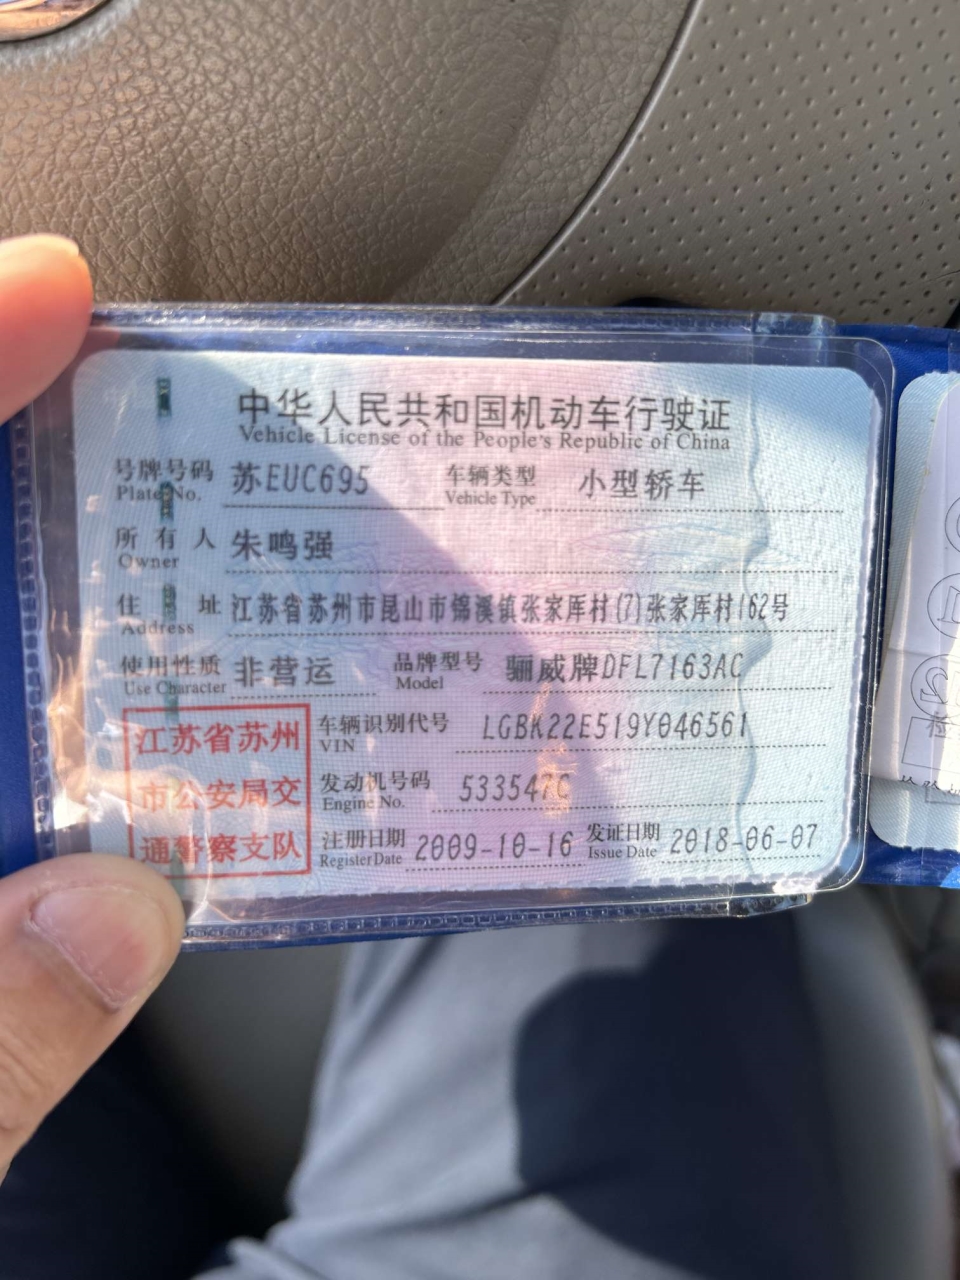 中华人民共和国机动车行驶证
Vehicle License of the People's Republic of China
号牌号码 苏EUC695 车辆类型 小型轿车
Plate No. Vehicle Type
所有人 朱鸣强
Owner
住址 江苏省苏州市昆山市锦溪镇张家厍村(7)张家厍村162号
Address
使用性质 非营运 品牌型号 骊威牌DFL7163AC
Use Character Model
江苏省苏州
市公安局交
通警察支队
车辆识别代号 LGBK22E519Y046561
VIN
发动机号码 533547C
Engine No.
注册日期 2009-10-16 发证日期 2018-06-07
Register Date Issue Date